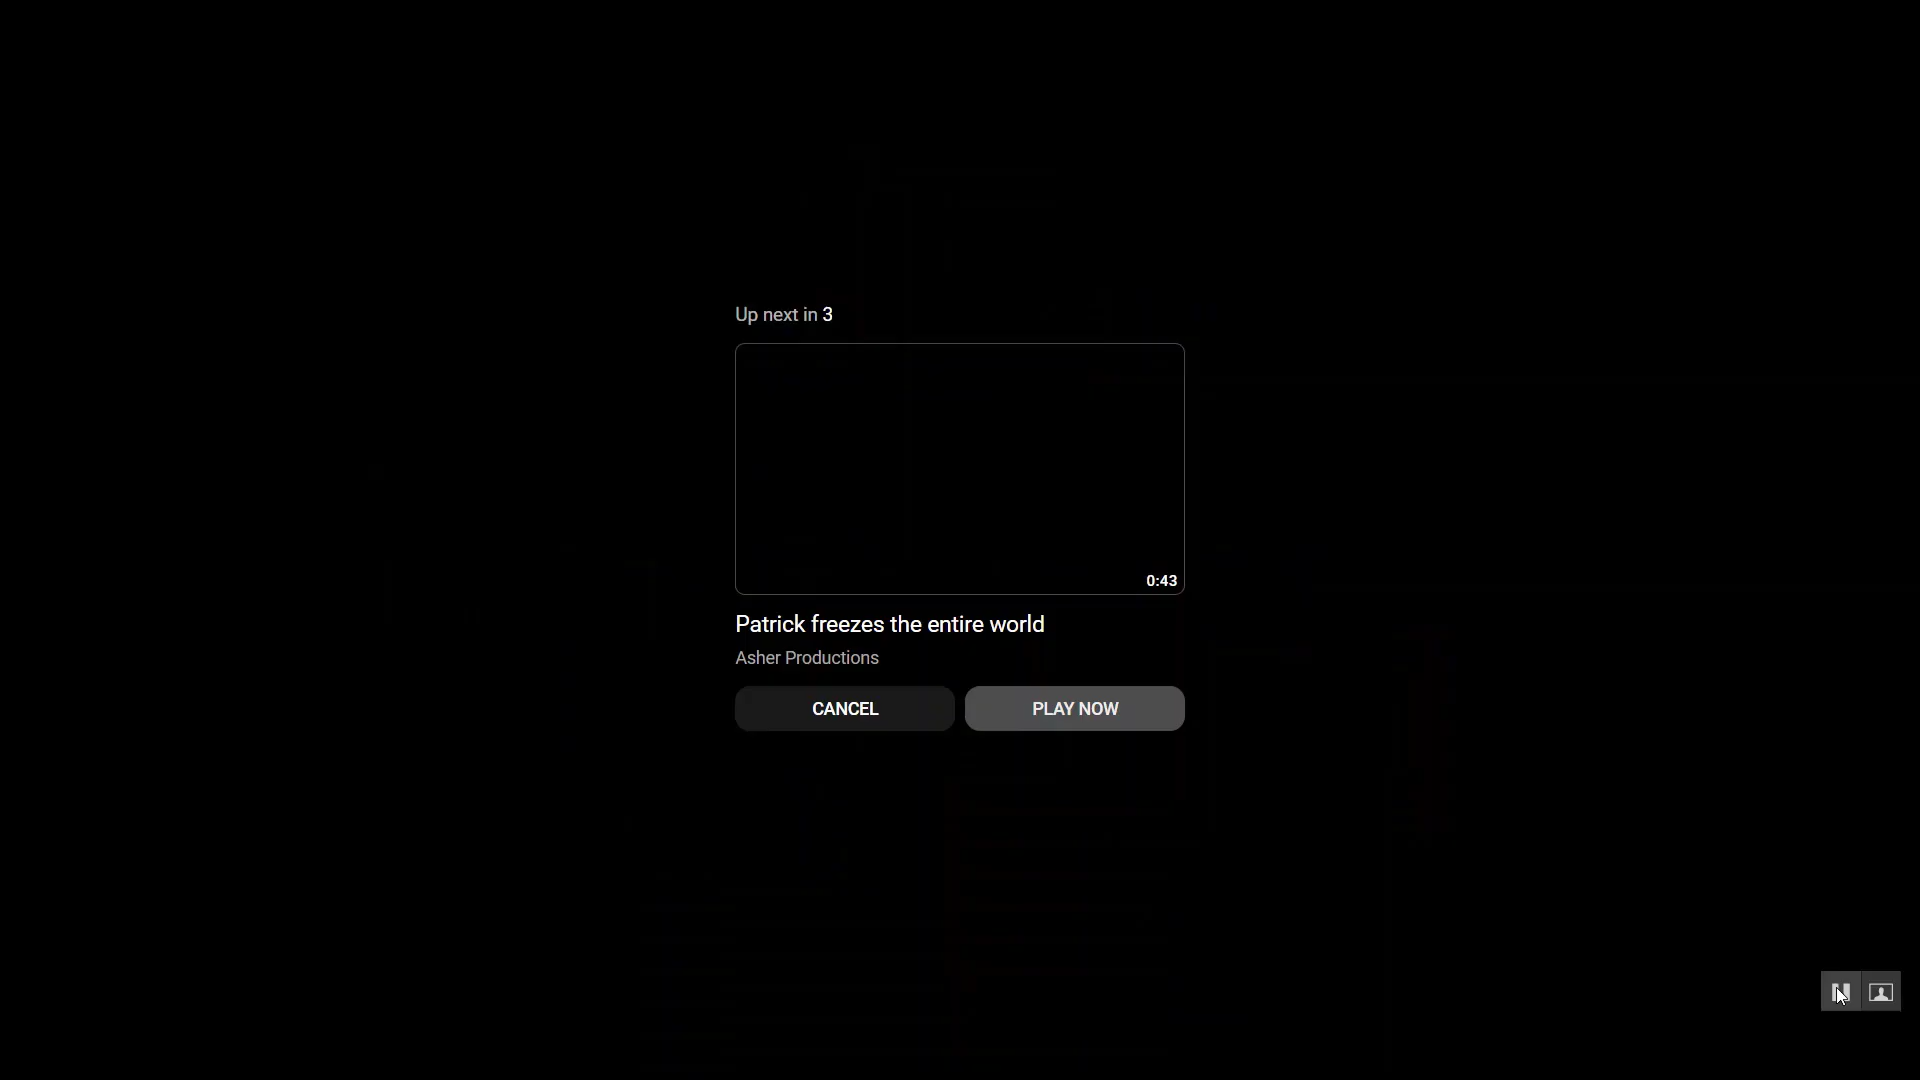 Up next in 3
0:43
Patrick freezes the entire world
Asher Productions
CANCEL
PLAY NOW